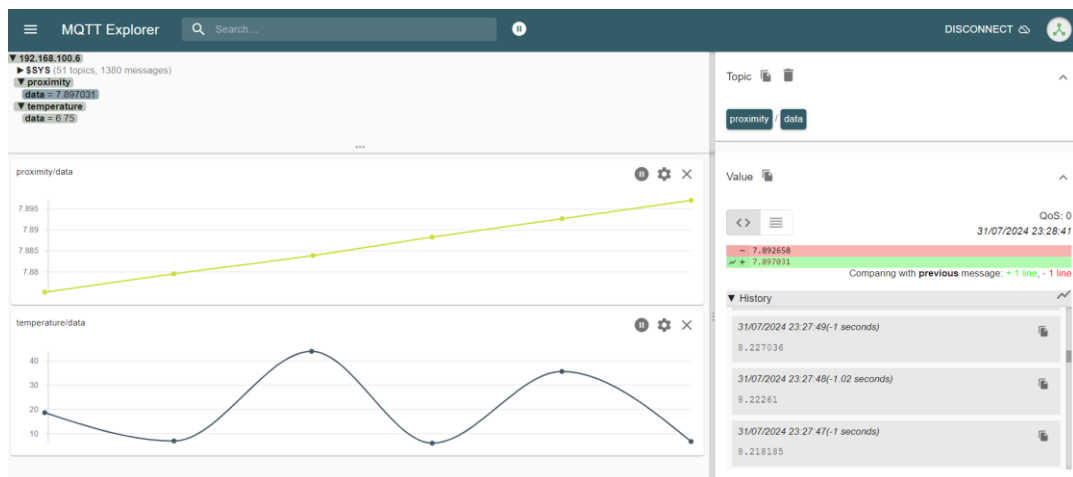 MQTT Explorer
Search...
DISCONNECT
▼ 192.168.100.6
▶ $SYS (51 topics, 1380 messages)
▼ proximity
data = 7.897031
▼ temperature
data = 6.75
...
proximity/data
7.895
7.89
7.885
7.88
temperature/data
40
30
20
10
Topic
proximity / data
Value
QoS: 0
31/07/2024 23:28:41
- 7.892658
+ 7.897031
Comparing with previous message: + 1 line, - 1 line
▼ History
31/07/2024 23:27:49(-1 seconds)
8.227036
31/07/2024 23:27:48(-1.02 seconds)
8.22261
31/07/2024 23:27:47(-1 seconds)
8.218185